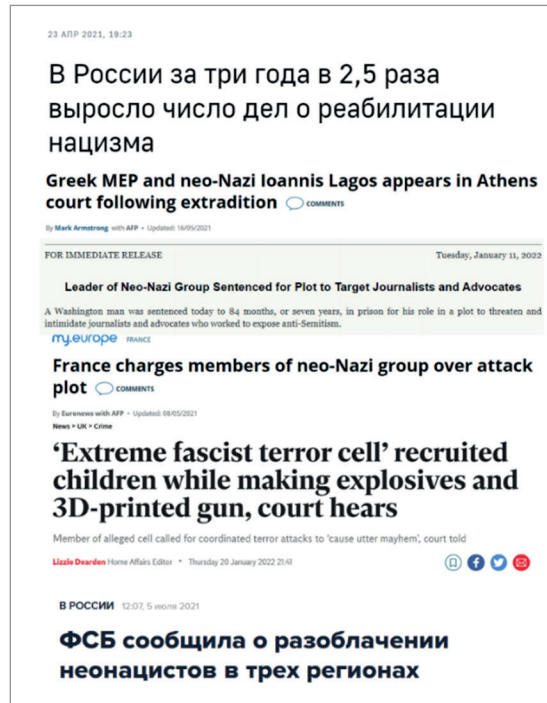 23 АПР 2021, 19:23
В России за три года в 2,5 раза
выросло число дел о реабилитации
нацизма
Greek MEP and neo-Nazi Ioannis Lagos appears in Athens
court following extradition COMMENTS
By Mark Armstrong with AFP • Updated: 16/05/2021
FOR IMMEDIATE RELEASE Tuesday, January 11, 2022
Leader of Neo-Nazi Group Sentenced for Plot to Target Journalists and Advocates
A Washington man was sentenced today to 84 months, or seven years, in prison for his role in a plot to threaten and
intimidate journalists and advocates who worked to expose anti-Semitism.
my.europe FRANCE
France charges members of neo-Nazi group over attack
plot COMMENTS
By Euronews with AFP • Updated: 08/05/2021
News > UK > Crime
‘Extreme fascist terror cell’ recruited
children while making explosives and
3D-printed gun, court hears
Member of alleged cell called for coordinated terror attacks to ‘cause utter mayhem’, court told
Lizzie Dearden Home Affairs Editor • Thursday 20 January 2022 21:41
В РОССИИ 12:07, 5 июля 2021
ФСБ сообщила о разоблачении
неонацистов в трех регионах